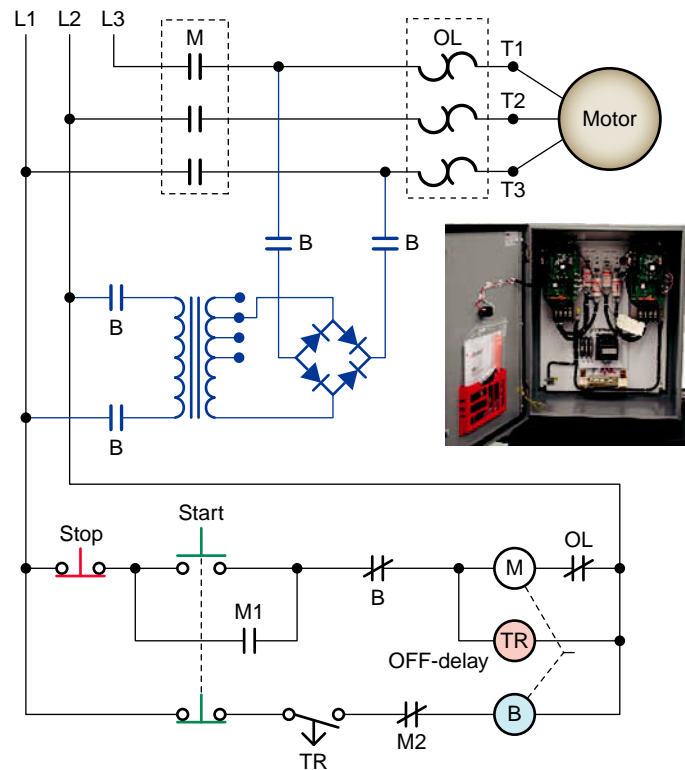 L1 L2 L3
M OL
T1
T2
T3
Motor
B B
B
B
Stop Start
M1
B
M OL
TR
OFF-delay
TR
M2
B